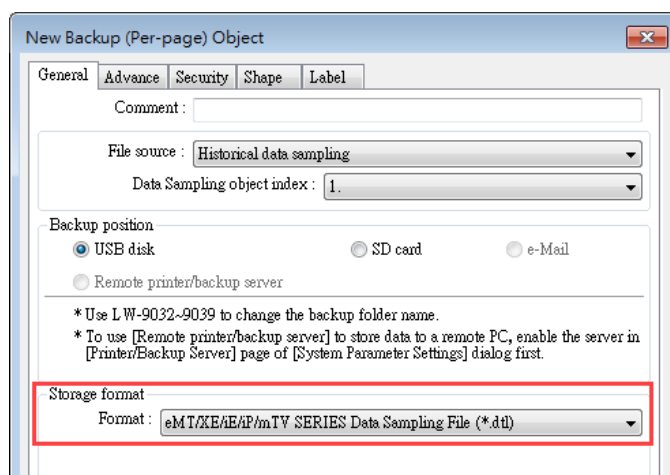 New Backup (Per-page) Object
General Advance Security Shape Label
Comment :
File source : Historical data sampling
Data Sampling object index : 1.
Backup position
USB disk SD card e-Mail
Remote printer/backup server
* Use LW-9032~9039 to change the backup folder name.
* To use [Remote printer/backup server] to store data to a remote PC, enable the server in
[Printer/Backup Server] page of [System Parameter Settings] dialog first.
Storage format
Format : eMT/XE/iE/iP/mTV SERIES Data Sampling File (*.dtl)